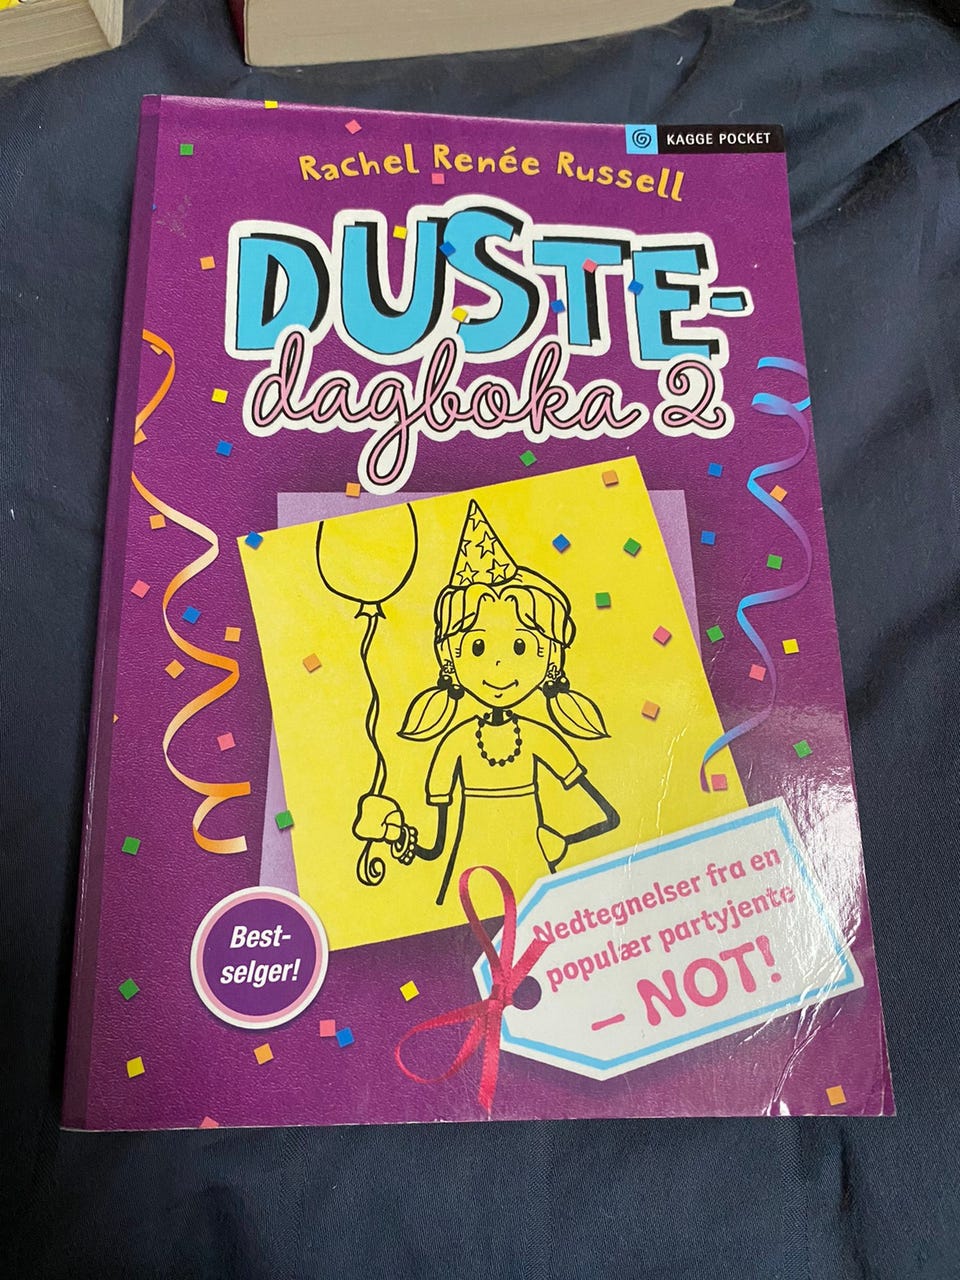 KAGGE POCKET
Rachel Renée Russell
DUSTE-
dagboka 2
Nedtegnelser fra en
populær partyjente
– NOT!
Best-
selger!